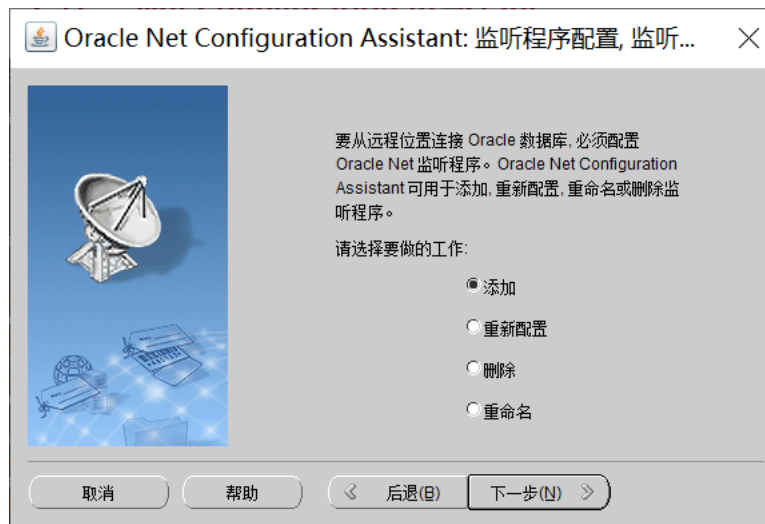 Oracle Net Configuration Assistant: 监听程序配置, 监听...
要从远程位置连接 Oracle 数据库, 必须配置
Oracle Net 监听程序。Oracle Net Configuration
Assistant 可用于添加, 重新配置, 重命名或删除监
听程序。
请选择要做的工作:
添加
重新配置
删除
重命名
取消
帮助
后退(B)
下一步(N)